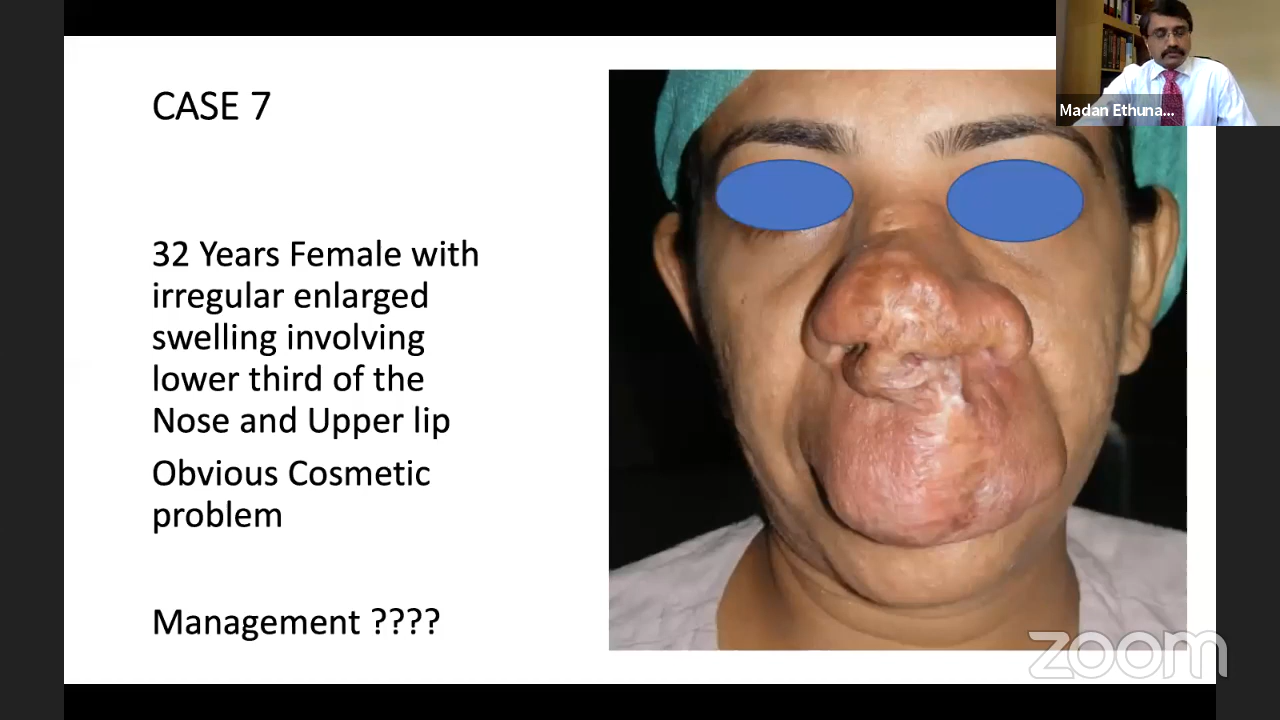 CASE 7
Madan Ethuna...
32 Years Female with
irregular enlarged
swelling involving
lower third of the
Nose and Upper lip
Obvious Cosmetic
problem
Management ????
zoom